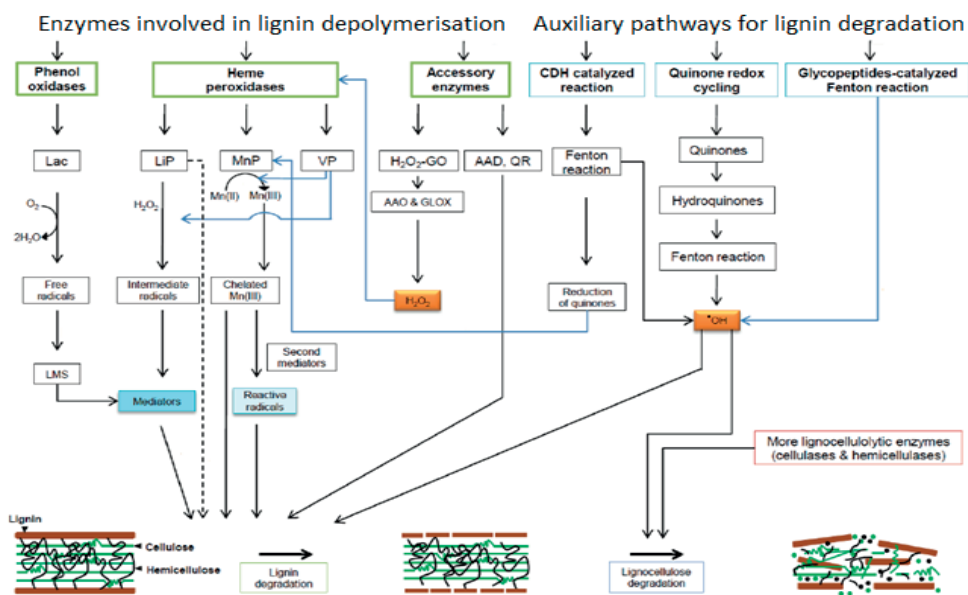 Enzymes involved in lignin depolymerisation
Auxiliary pathways for lignin degradation
Phenol
oxidases
Heme
peroxidases
Accessory
enzymes
CDH catalyzed
reaction
Quinone redox
cycling
Glycopeptides-catalyzed
Fenton reaction
Lac
LiP
MnP
VP
H₂O₂-GO
AAD, QR
Fenton
reaction
Quinones
Mn(II)
Mn(III)
O₂
2H₂O
H₂O₂
AAO & GLOX
Hydroquinones
Fenton reaction
Free
radicals
Intermediate
radicals
Chelated
Mn(III)
H₂O₂
Reduction
of quinones
•OH
Second
mediators
LMS
Mediators
Reactive
radicals
More lignocellulolytic enzymes
(cellulases & hemicellulases)
Lignin
Cellulose
Hemicellulose
Lignin
degradation
Lignocellulose
degradation